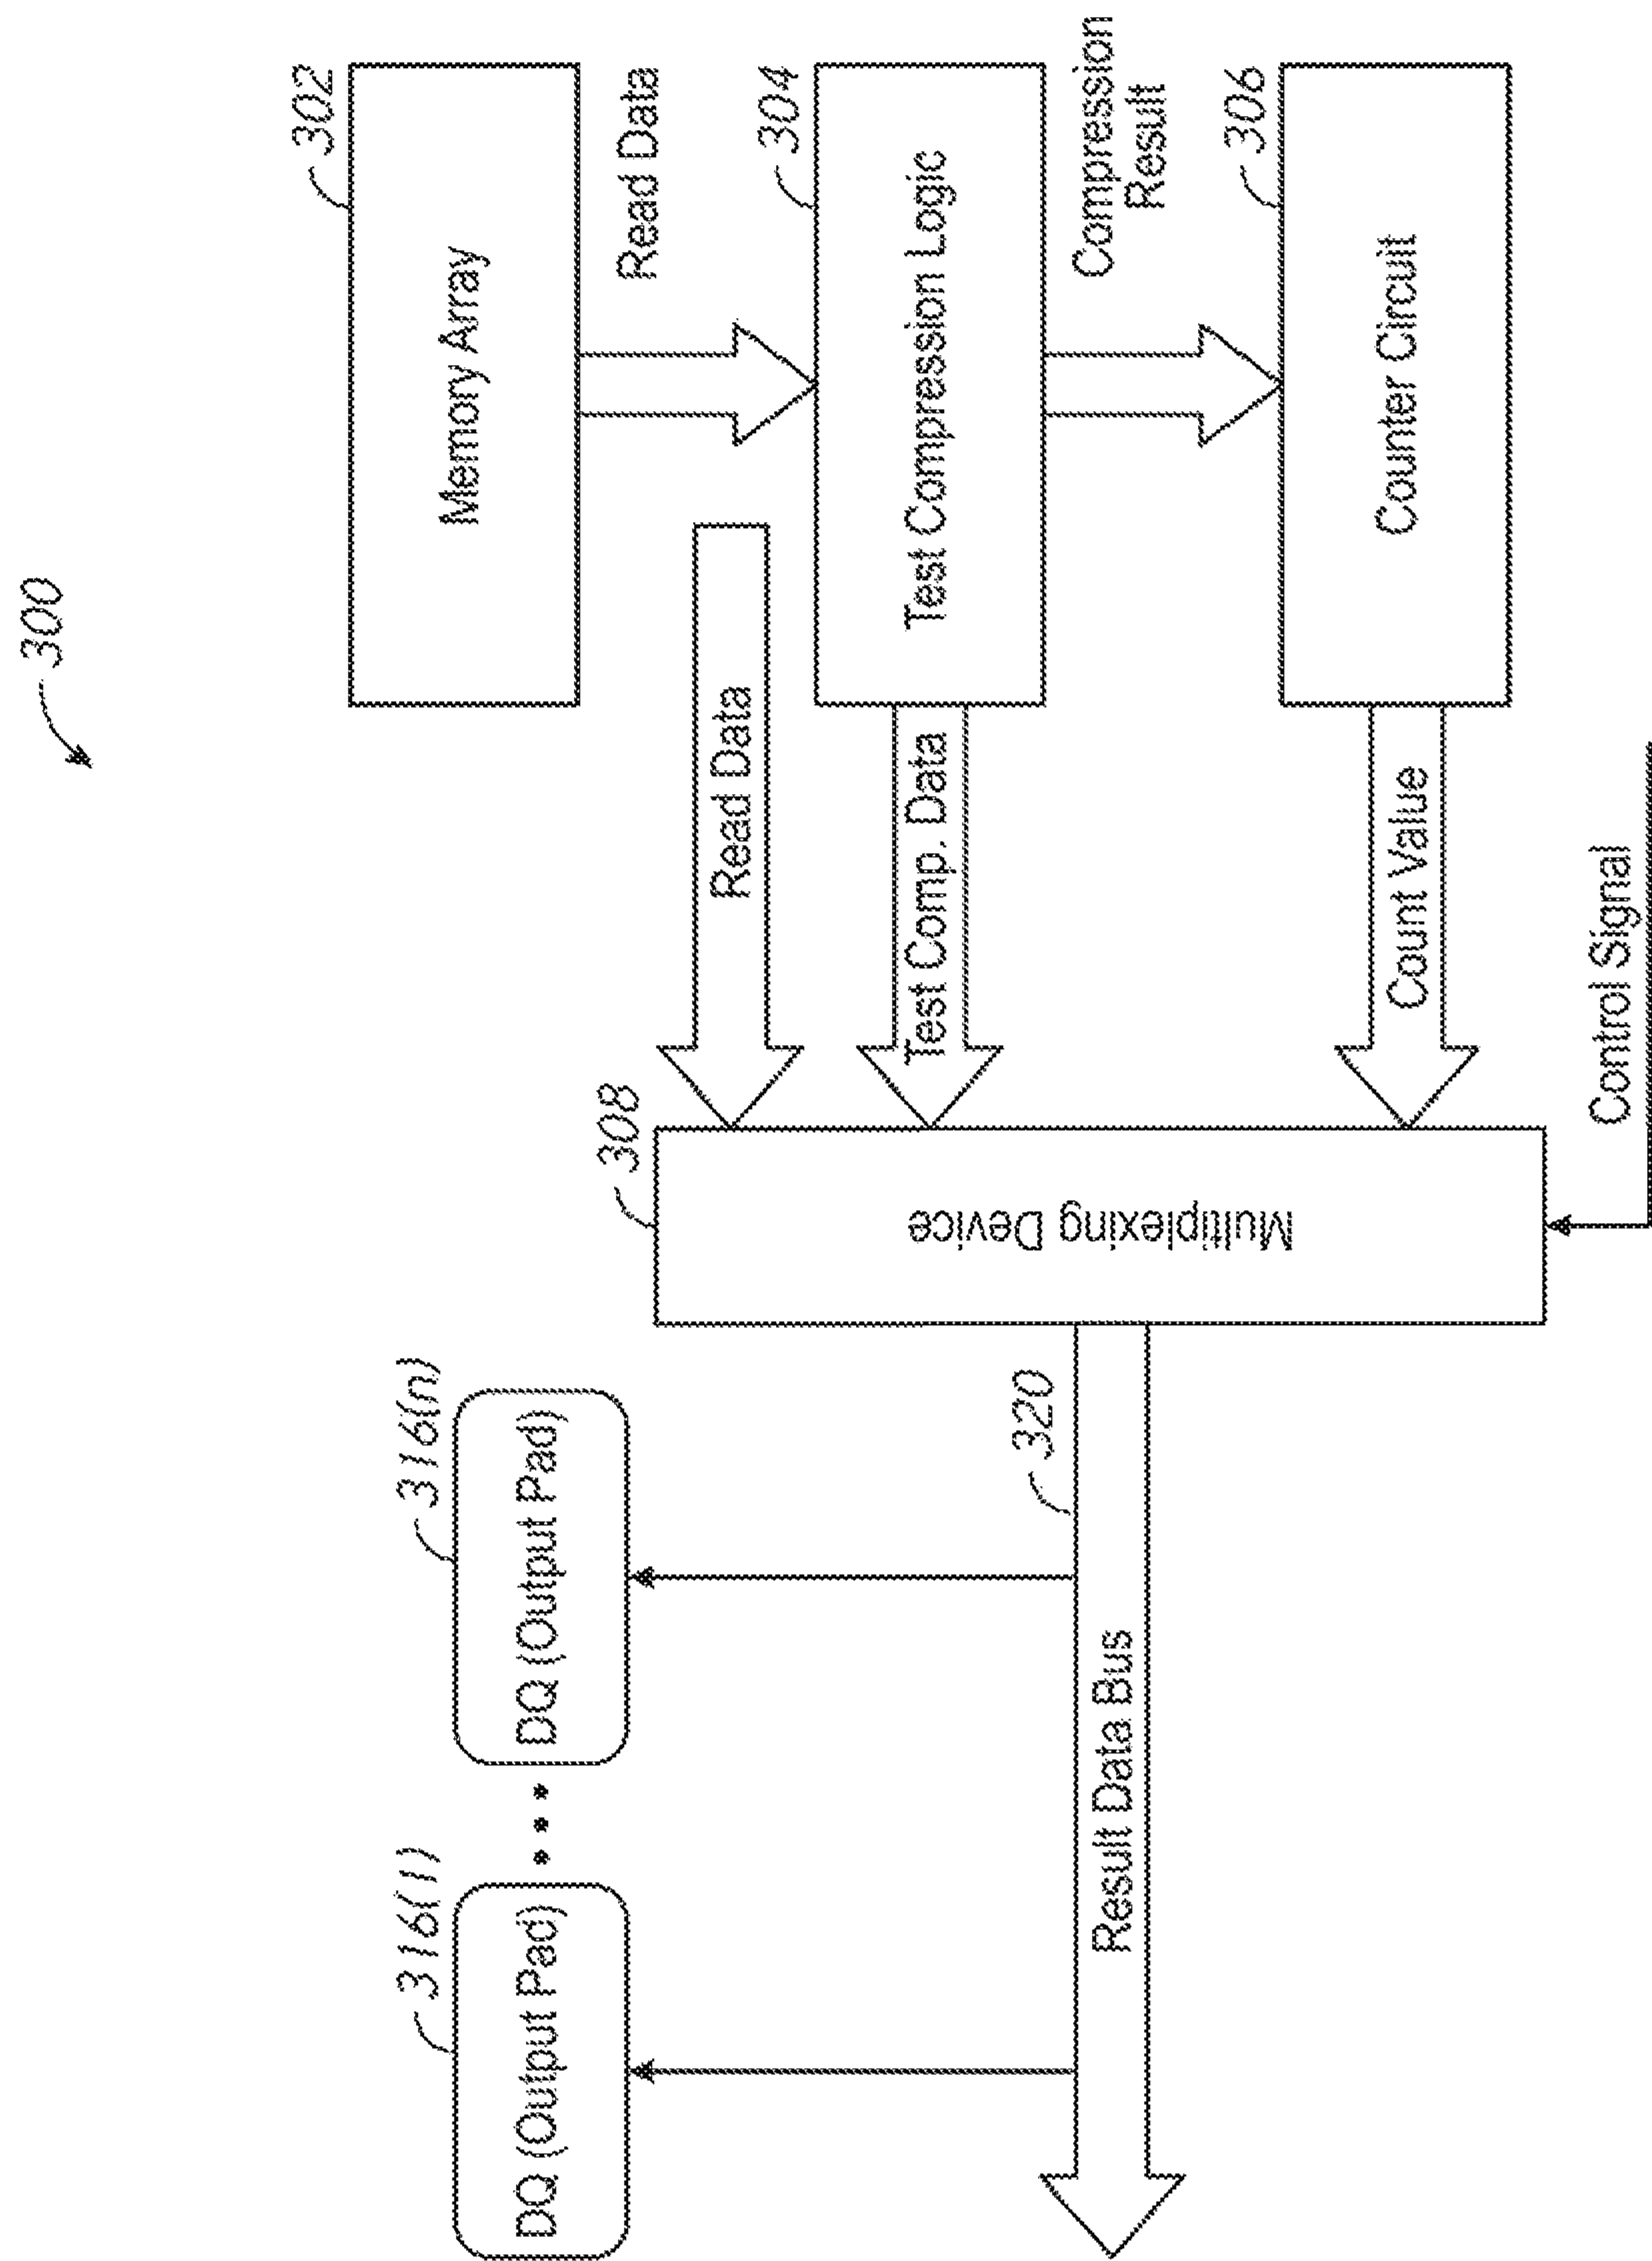 300
302
Memory Array
Read Data
304
Test Compression Logic
Compression
Result
306
Counter Circuit
Read Data
Test Comp. Data
Count Value
Control Signal
308
Multiplexing Device
316(n)
DQ (Output Pad)
316(1)
DQ (Output Pad)
320
Result Data Bus